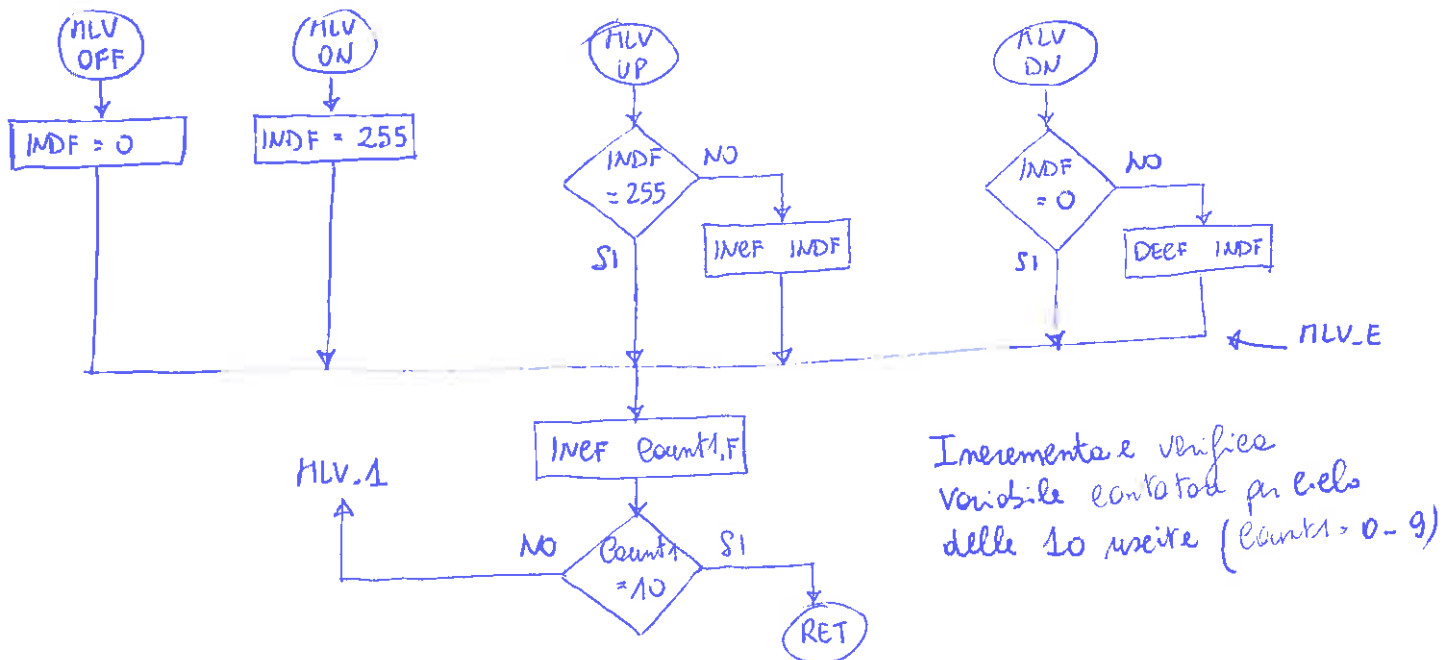 MLV
OFF
MLV
ON
MLV
UP
MLV
DN
INDF = 0
INDF = 255
INDF
= 255
NO
SI
INCF INDF
INDF
= 0
NO
SI
DECF INDF
MLV_E
INCF Count1,F
MLV_1
NO
Count1
=10
SI
RET
Incrementa e verifica
variabile contatore per ciclo
delle 10 uscite (Count1 = 0-9)